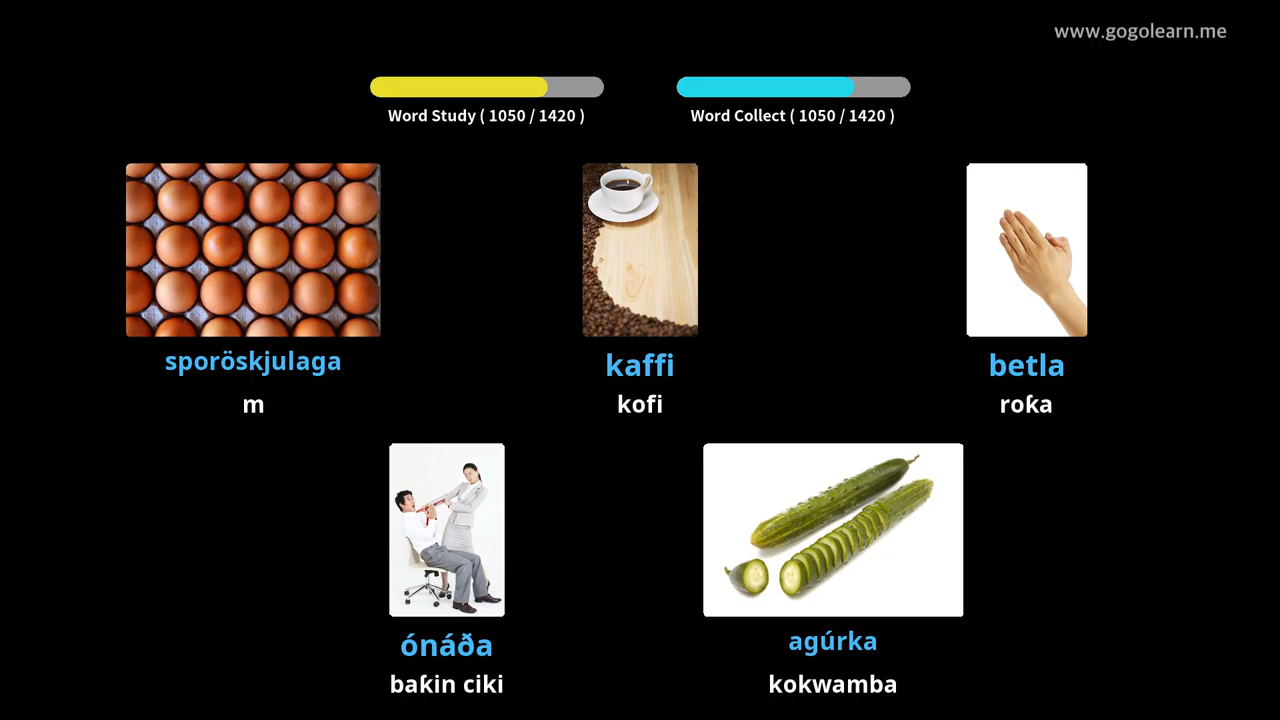 www.gogolearn.me
Word Study ( 1050 / 1420 )
Word Collect ( 1050 / 1420 )
sporöskjulaga
m
kaffi
kofi
betla
roƙa
ónáða
baƙin ciki
agúrka
kokwamba